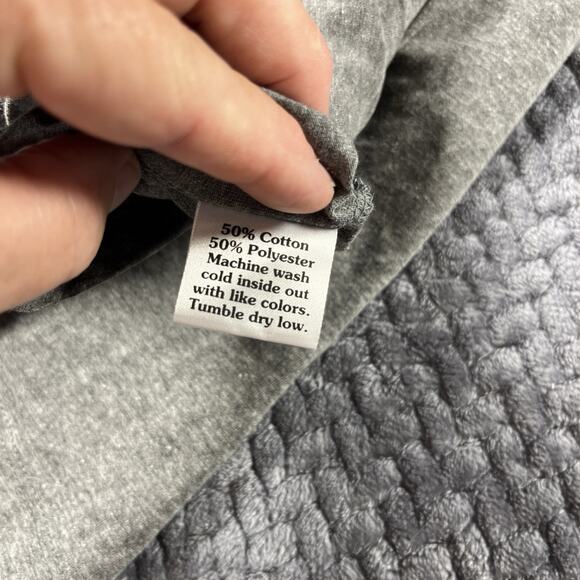 50% Cotton
50% Polyester
Machine wash
cold inside out
with like colors.
Tumble dry low.